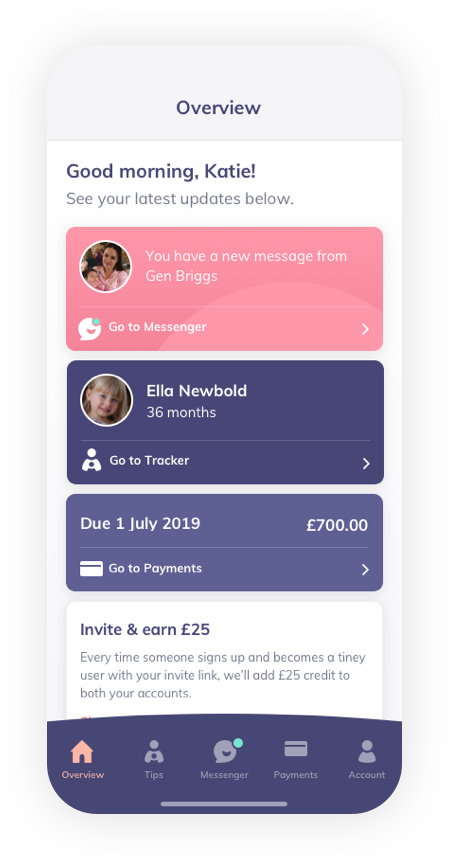 Overview
Good morning, Katie!
See your latest updates below.
You have a new message from
Gen Briggs
Go to Messenger
Ella Newbold
36 months
Go to Tracker
Due 1 July 2019 £700.00
Go to Payments
Invite & earn £25
Every time someone signs up and becomes a tiney
user with your invite link, we'll add £25 credit to
both your accounts.
Overview Tips Messenger Payments Account